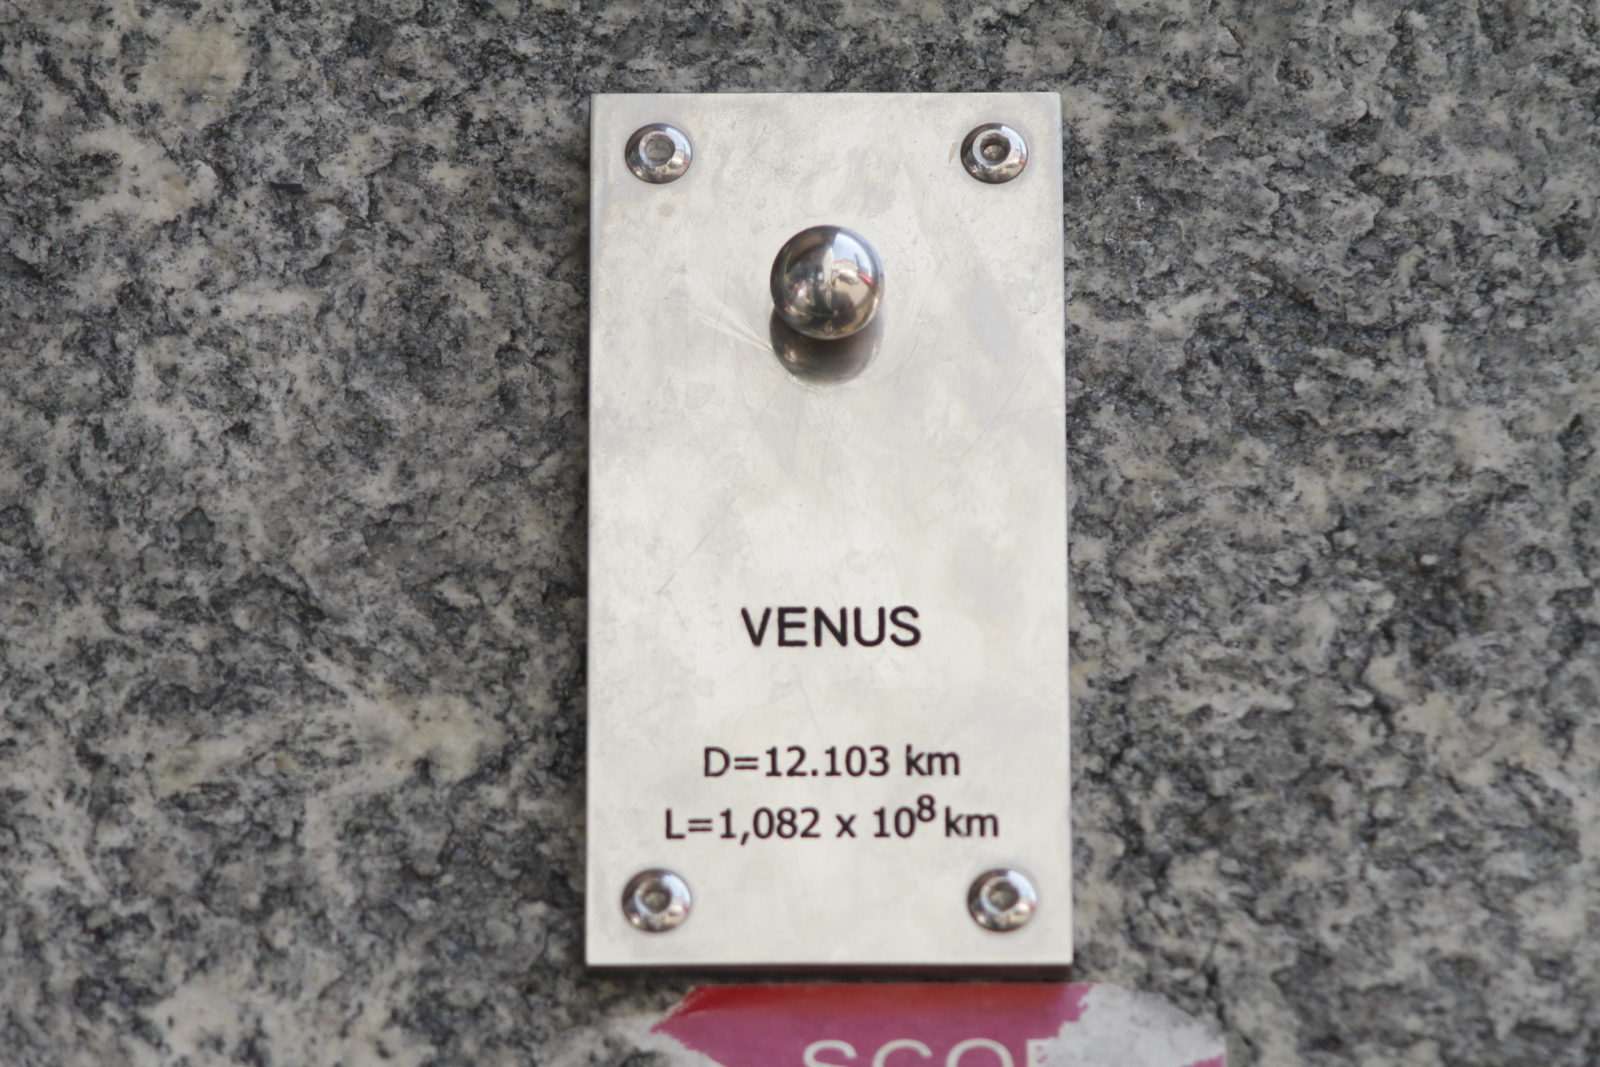 VENUS
D=12.103 km
L=1,082 x 10⁸ km